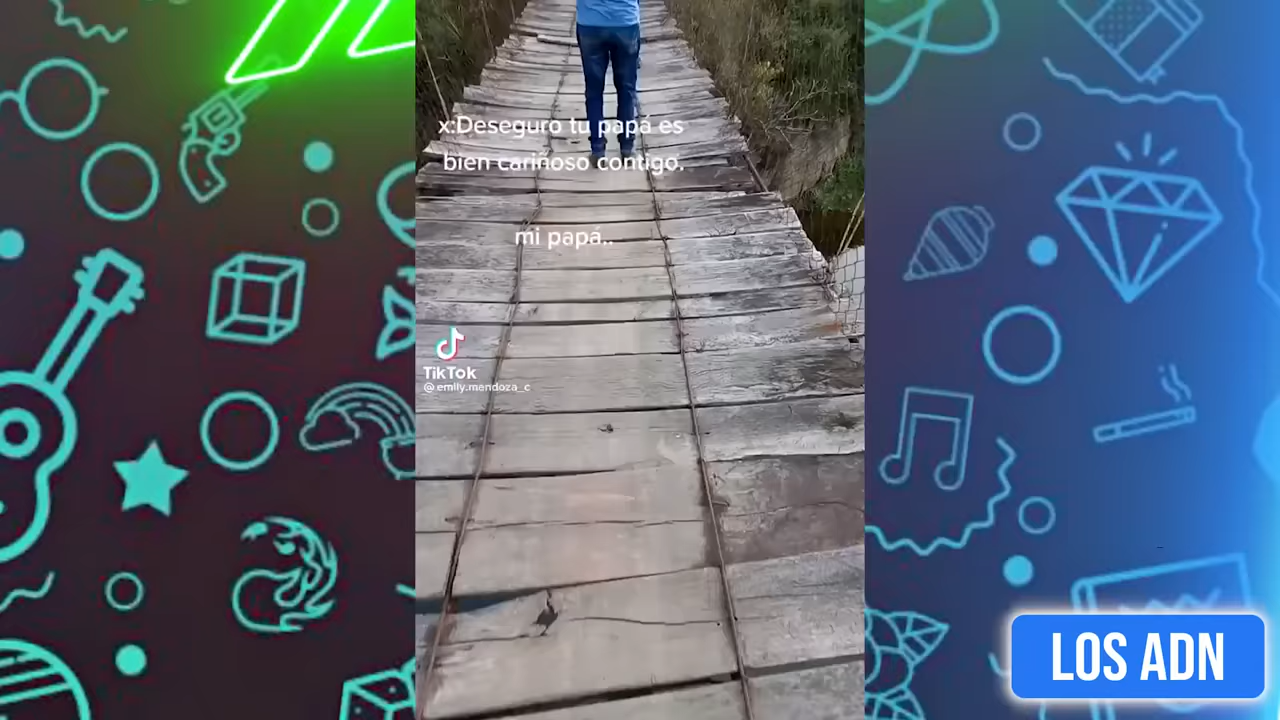 x:Deseguro tu papá es
bien cariñoso contigo.
mi papá..
TikTok
@emily.mendoza_c
LOS ADN